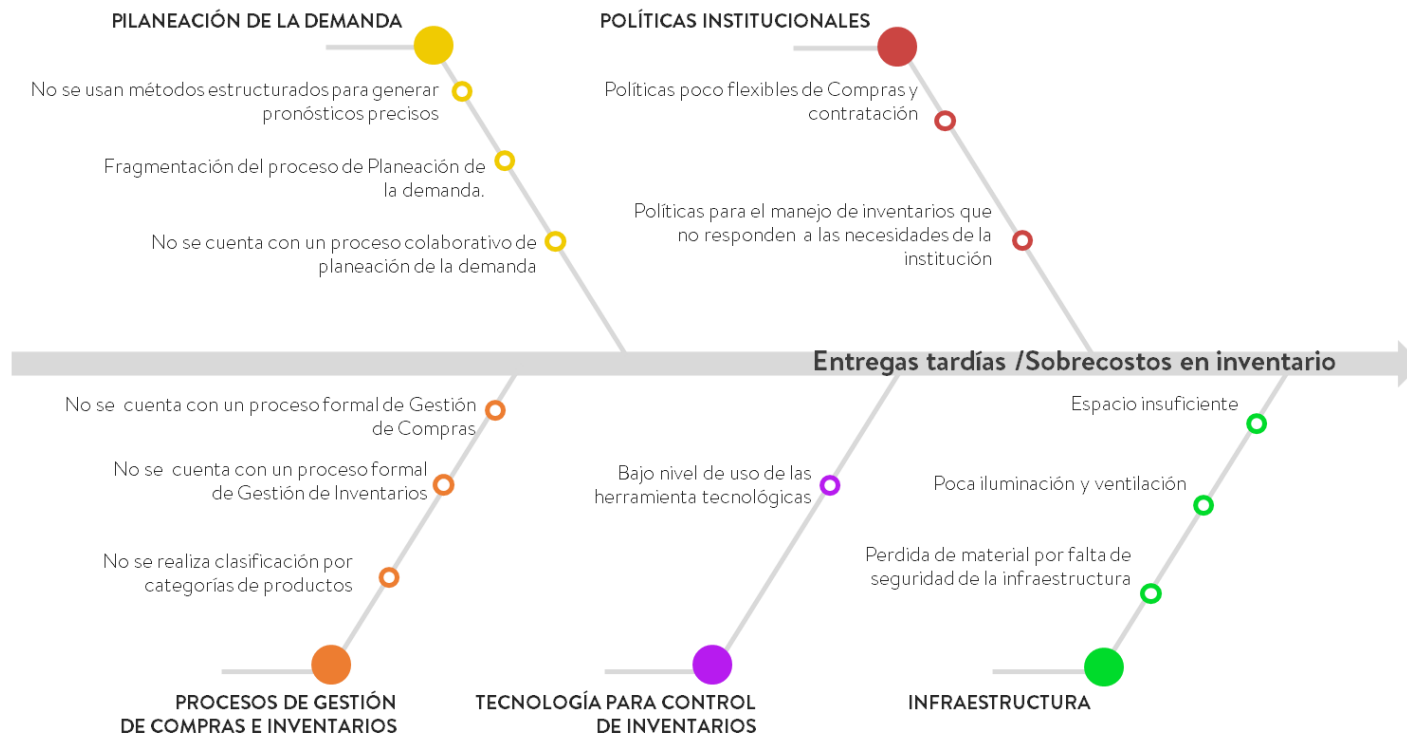 PILANEACIÓN DE LA DEMANDA
No se usan métodos estructurados para generar
pronósticos precisos
Fragmentación del proceso de Planeación de
la demanda.
No se cuenta con un proceso colaborativo de
planeación de la demanda
POLÍTICAS INSTITUCIONALES
Políticas poco flexibles de Compras y
contratación
Políticas para el manejo de inventarios que
no responden a las necesidades de la
institución
Entregas tardías /Sobrecostos en inventario
No se cuenta con un proceso formal de Gestión
de Compras
No se cuenta con un proceso formal
de Gestión de Inventarios
No se realiza clasificación por
categorías de productos
PROCESOS DE GESTIÓN
DE COMPRAS E INVENTARIOS
Bajo nivel de uso de las
herramienta tecnológicas
TECNOLOGÍA PARA CONTROL
DE INVENTARIOS
Espacio insuficiente
Poca iluminación y ventilación
Perdida de material por falta de
seguridad de la infraestructura
INFRAESTRUCTURA